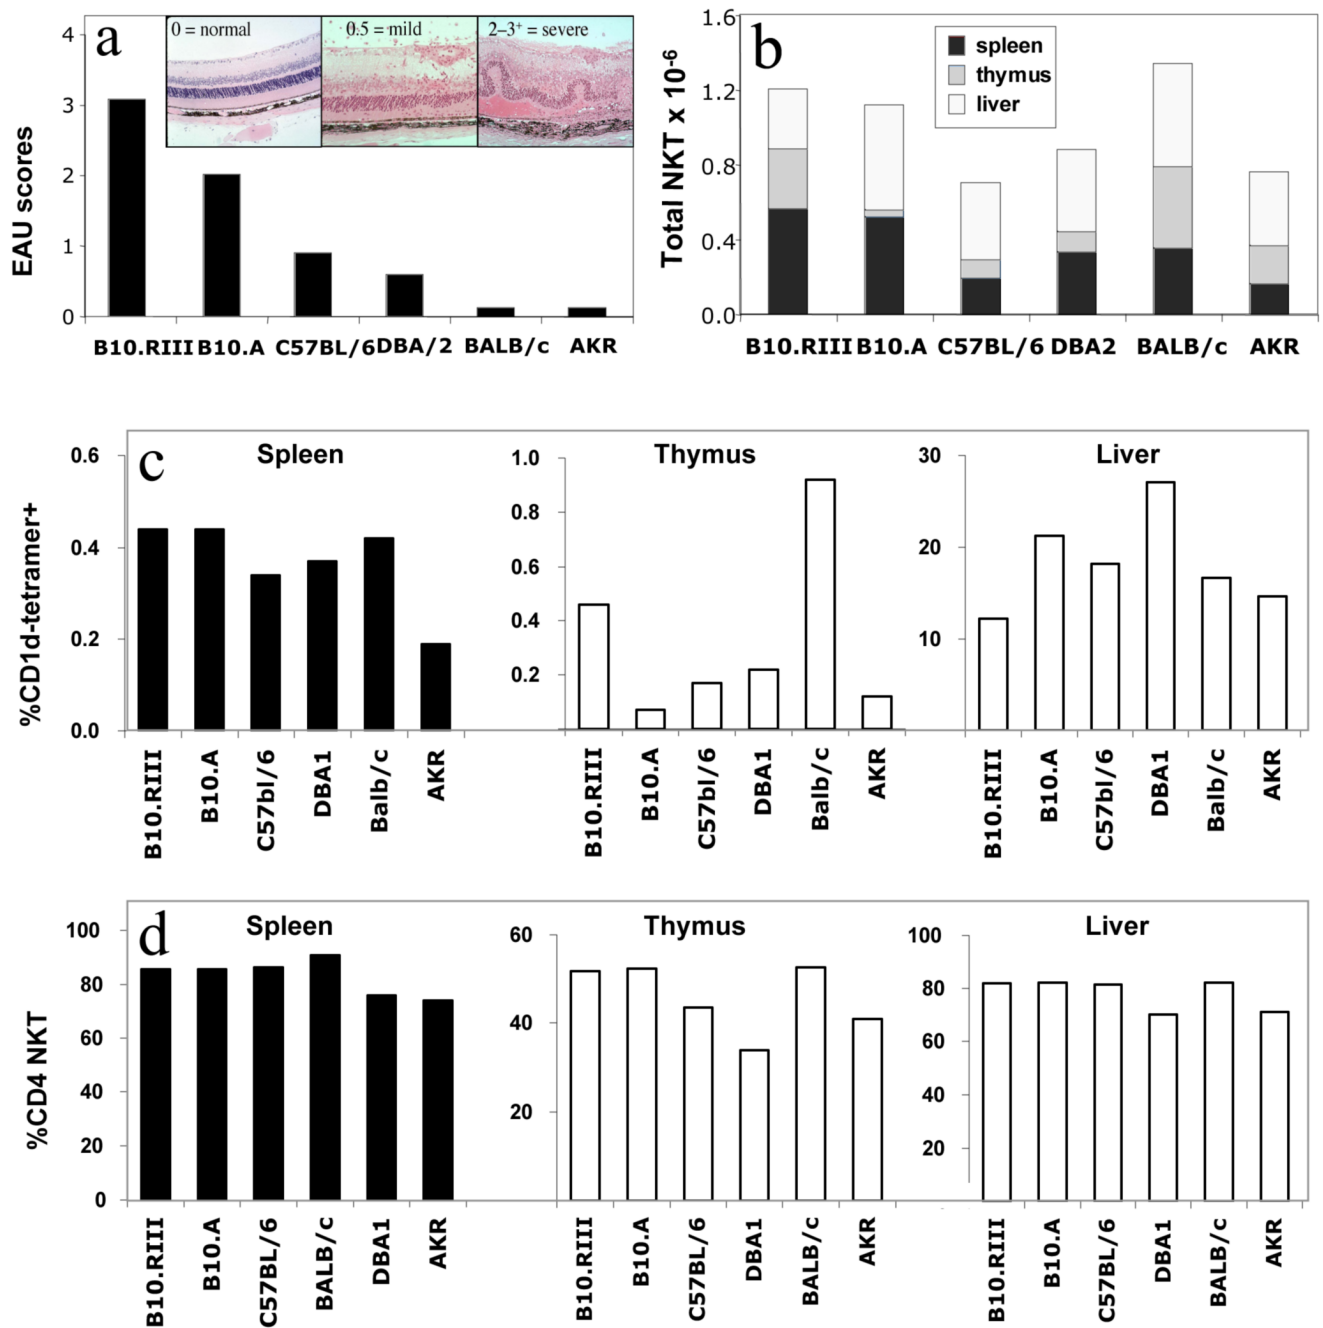 a
0 = normal
0.5 = mild
2–3⁺ = severe
EAU scores
4
3
2
1
0
B10.RIII B10.A C57BL/6 DBA/2 BALB/c AKR
b
spleen
thymus
liver
Total NKT x 10⁻⁶
1.6
1.2
0.8
0.4
0.0
B10.RIII B10.A C57BL/6 DBA2 BALB/c AKR
c
%CD1d-tetramer+
Spleen
0.6
0.4
0.2
0.0
B10.RIII B10.A C57bl/6 DBA1 Balb/c AKR
Thymus
1.0
0.8
0.6
0.4
0.2
B10.RIII B10.A C57bl/6 DBA1 Balb/c AKR
Liver
30
20
10
B10.RIII B10.A C57bl/6 DBA1 Balb/c AKR
d
%CD4 NKT
Spleen
100
80
60
40
20
0
B10.RIII B10.A C57BL/6 BALB/c DBA1 AKR
Thymus
60
40
20
B10.RIII B10.A C57BL/6 DBA1 BALB/c AKR
Liver
100
80
60
40
20
B10.RIII B10.A C57BL/6 DBA1 BALB/c AKR